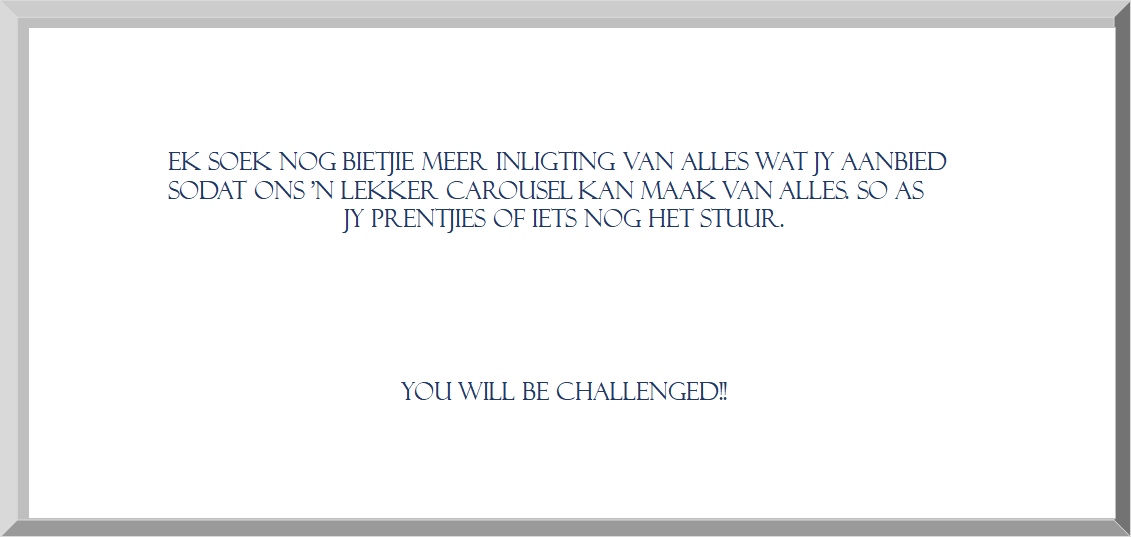 EK SOEK NOG BIETJIE MEER INLIGTING VAN ALLES WAT JY AANBIED
SODAT ONS ’N LEKKER CAROUSEL KAN MAAK VAN ALLES. SO AS
JY PRENTJIES OF IETS NOG HET STUUR.
YOU WILL BE CHALLENGED!!